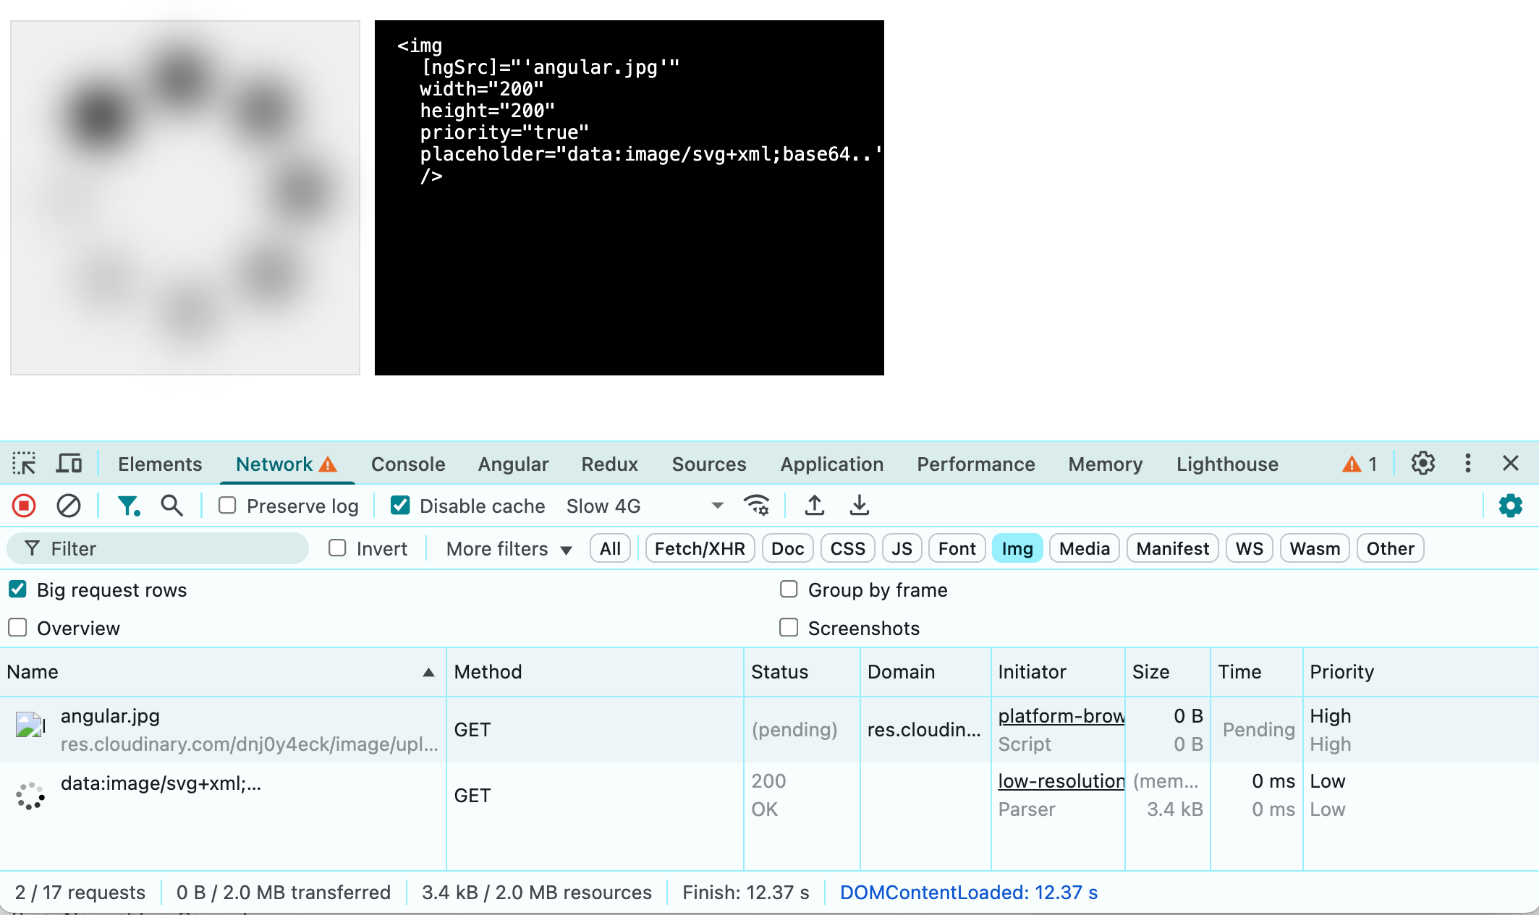 <img
[ngSrc]="'angular.jpg'"
width="200"
height="200"
priority="true"
placeholder="data:image/svg+xml;base64..'
/>
Elements Network Console Angular Redux Sources Application Performance Memory Lighthouse 1
Preserve log Disable cache Slow 4G
Filter Invert More filters All Fetch/XHR Doc CSS JS Font Img Media Manifest WS Wasm Other
Big request rows Group by frame
Overview Screenshots
Name Method Status Domain Initiator Size Time Priority
angular.jpg GET (pending) res.cloudin... platform-brow 0 B Pending High
res.cloudinary.com/dnj0y4eck/image/upl... Script 0 B High
data:image/svg+xml;... GET 200 low-resolution (mem... 0 ms Low
OK Parser 3.4 kB 0 ms Low
2 / 17 requests 0 B / 2.0 MB transferred 3.4 kB / 2.0 MB resources Finish: 12.37 s DOMContentLoaded: 12.37 s